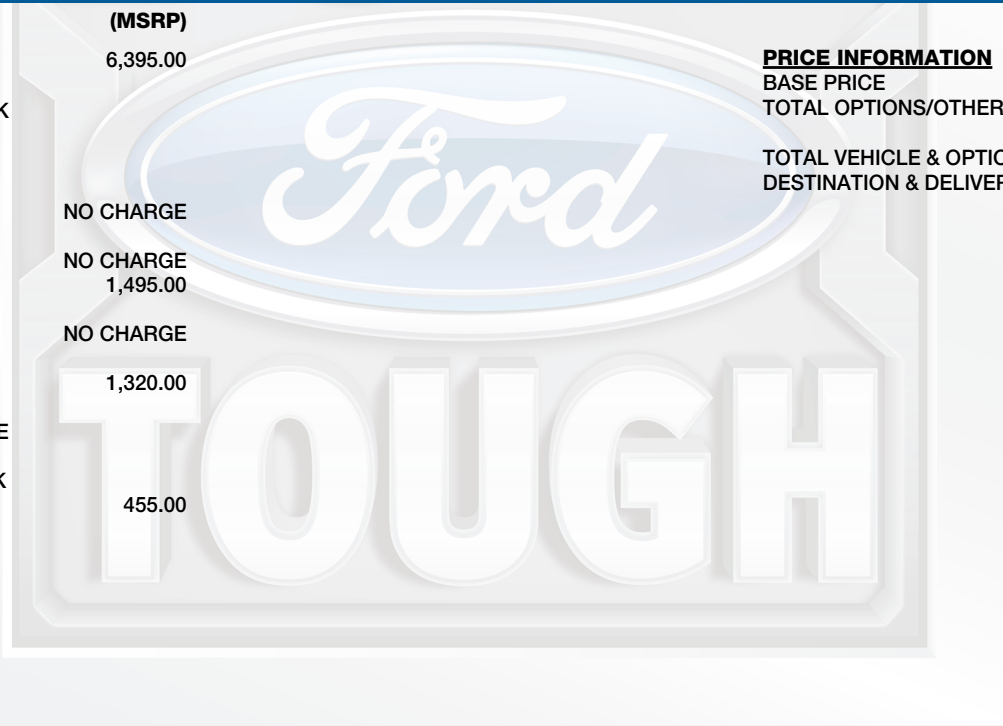 (MSRP)
6,395.00
K
NO CHARGE
NO CHARGE
1,495.00
NO CHARGE
1,320.00
E
K
455.00
PRICE INFORMATION
BASE PRICE
TOTAL OPTIONS/OTHER
TOTAL VEHICLE & OPTIO
DESTINATION & DELIVER
Ford
TOUGH